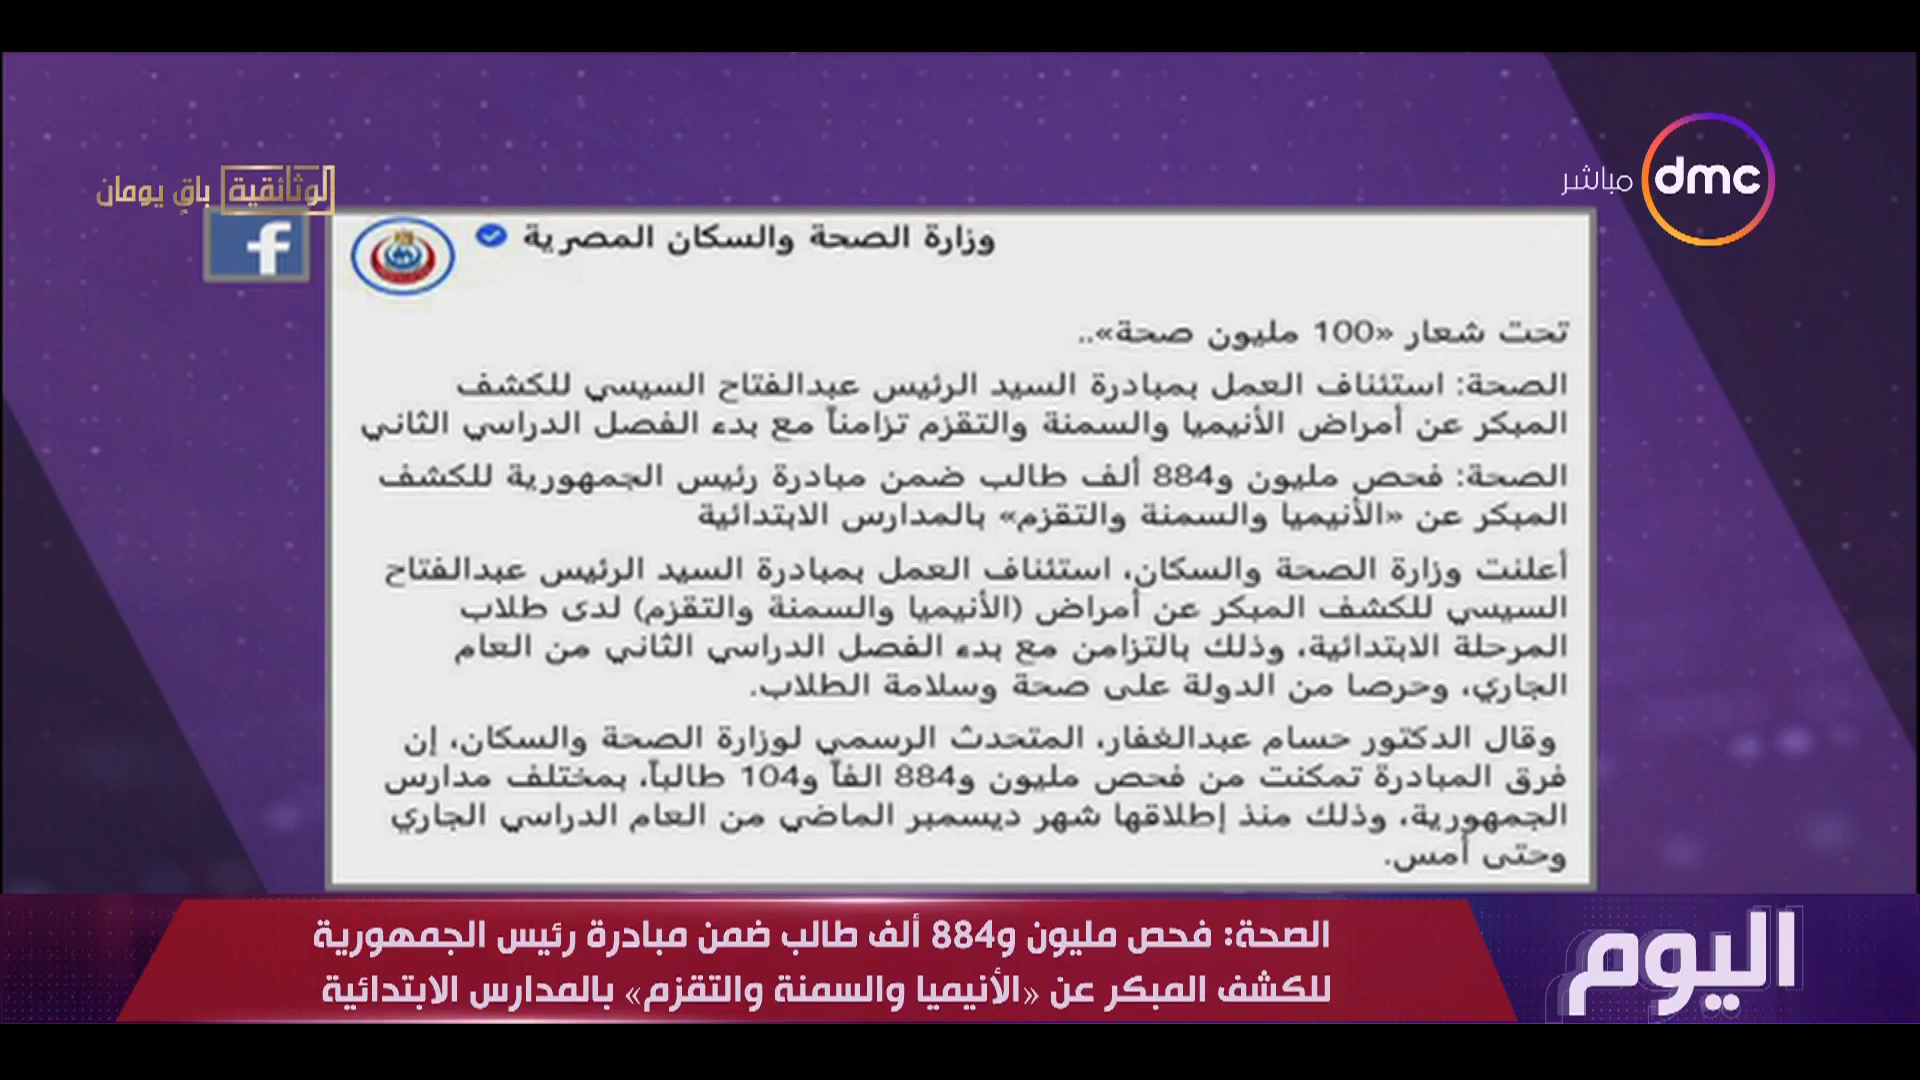 dmc مباشر
الوثائقية باقٍ يومان
وزارة الصحة والسكان المصرية
تحت شعار «100 مليون صحة»..
الصحة: استئناف العمل بمبادرة السيد الرئيس عبدالفتاح السيسي للكشف
المبكر عن أمراض الأنيميا والسمنة والتقزم تزامناً مع بدء الفصل الدراسي الثاني
الصحة: فحص مليون و884 ألف طالب ضمن مبادرة رئيس الجمهورية للكشف
المبكر عن «الأنيميا والسمنة والتقزم» بالمدارس الابتدائية
أعلنت وزارة الصحة والسكان، استئناف العمل بمبادرة السيد الرئيس عبدالفتاح
السيسي للكشف المبكر عن أمراض (الأنيميا والسمنة والتقزم) لدى طلاب
المرحلة الابتدائية، وذلك بالتزامن مع بدء الفصل الدراسي الثاني من العام
الجاري، وحرصا من الدولة على صحة وسلامة الطلاب.
وقال الدكتور حسام عبدالغفار، المتحدث الرسمي لوزارة الصحة والسكان، إن
فرق المبادرة تمكنت من فحص مليون و884 الفاً و104 طالباً، بمختلف مدارس
الجمهورية، وذلك منذ إطلاقها شهر ديسمبر الماضي من العام الدراسي الجاري
وحتى أمس.
الصحة: فحص مليون و884 ألف طالب ضمن مبادرة رئيس الجمهورية
للكشف المبكر عن «الأنيميا والسمنة والتقزم» بالمدارس الابتدائية
اليوم